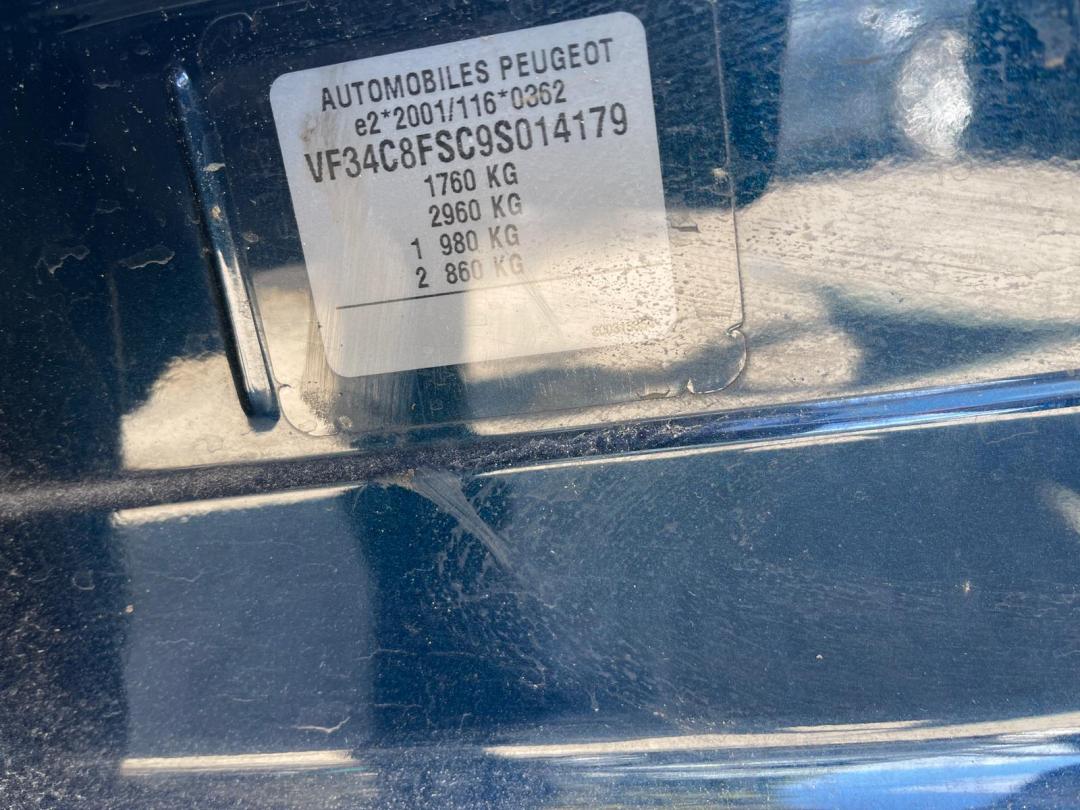 AUTOMOBILES PEUGEOT
e2*2001/116*0362
VF34C8FSC9S014179
1760 KG
2960 KG
1 980 KG
2 860 KG